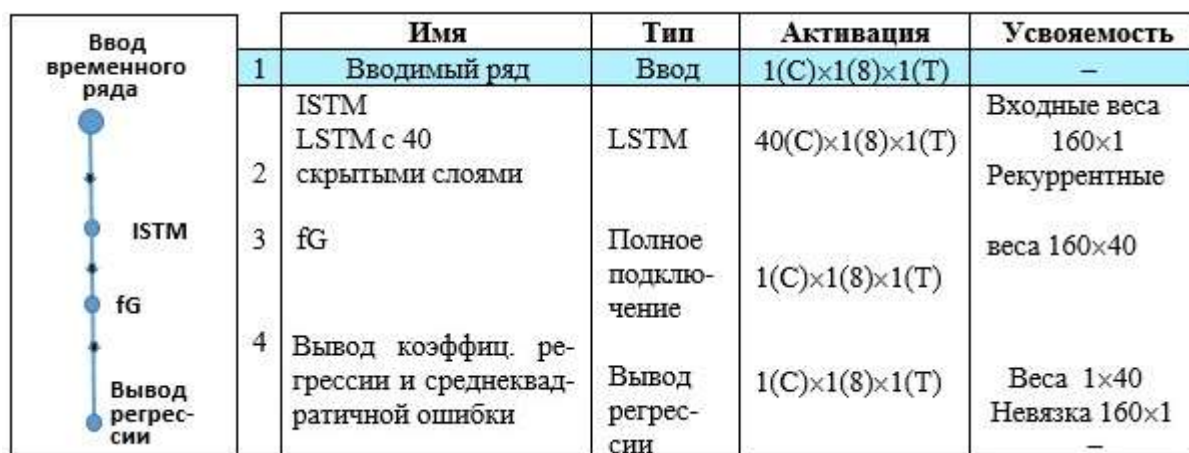 Ввод
временного
ряда
ISTM
fG
Вывод
регрес-
сии
Имя Тип Активация Усвояемость
1 Вводимый ряд Ввод 1(C)×1(8)×1(T) –
ISTM Входные веса
LSTM с 40 LSTM 40(C)×1(8)×1(T) 160×1
2 скрытыми слоями Рекуррентные
3 fG Полное веса 160×40
подклю- 1(C)×1(8)×1(T)
чение
4 Вывод коэффиц. ре-
грессии и среднеквад- Вывод 1(C)×1(8)×1(T) Веса 1×40
ратичной ошибки регрес- Невязка 160×1
сии –